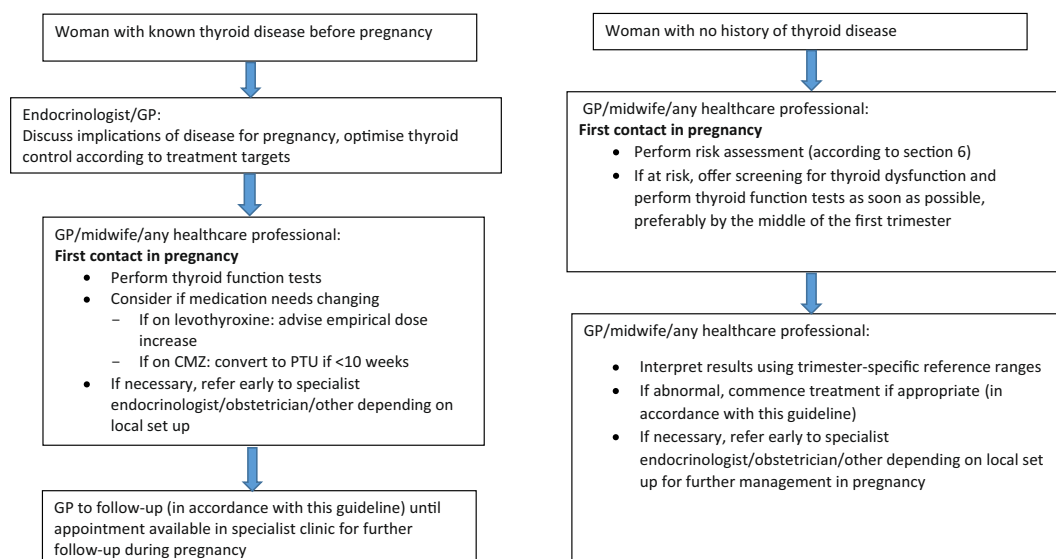 Woman with known thyroid disease before pregnancy
Endocrinologist/GP:
Discuss implications of disease for pregnancy, optimise thyroid
control according to treatment targets
GP/midwife/any healthcare professional:
First contact in pregnancy
• Perform thyroid function tests
• Consider if medication needs changing
– If on levothyroxine: advise empirical dose
increase
– If on CMZ: convert to PTU if <10 weeks
• If necessary, refer early to specialist
endocrinologist/obstetrician/other depending on
local set up
GP to follow-up (in accordance with this guideline) until
appointment available in specialist clinic for further
follow-up during pregnancy
Woman with no history of thyroid disease
GP/midwife/any healthcare professional:
First contact in pregnancy
• Perform risk assessment (according to section 6)
• If at risk, offer screening for thyroid dysfunction and
perform thyroid function tests as soon as possible,
preferably by the middle of the first trimester
GP/midwife/any healthcare professional:
• Interpret results using trimester-specific reference ranges
• If abnormal, commence treatment if appropriate (in
accordance with this guideline)
• If necessary, refer early to specialist
endocrinologist/obstetrician/other depending on local set
up for further management in pregnancy